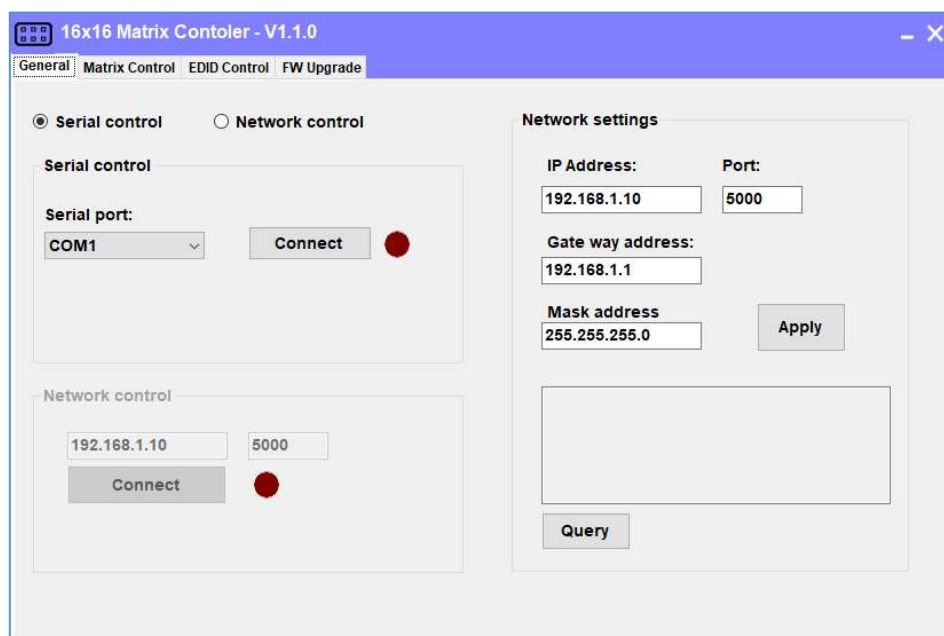 16x16 Matrix Contoler - V1.1.0
General Matrix Control EDID Control FW Upgrade
Serial control Network control
Serial control
Serial port:
COM1 Connect
Network control
192.168.1.10 5000
Connect
Network settings
IP Address: Port:
192.168.1.10 5000
Gate way address:
192.168.1.1
Mask address
255.255.255.0
Apply
Query